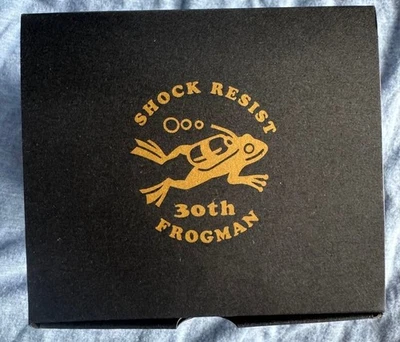 SHOCK RESIST
30th
FROGMAN